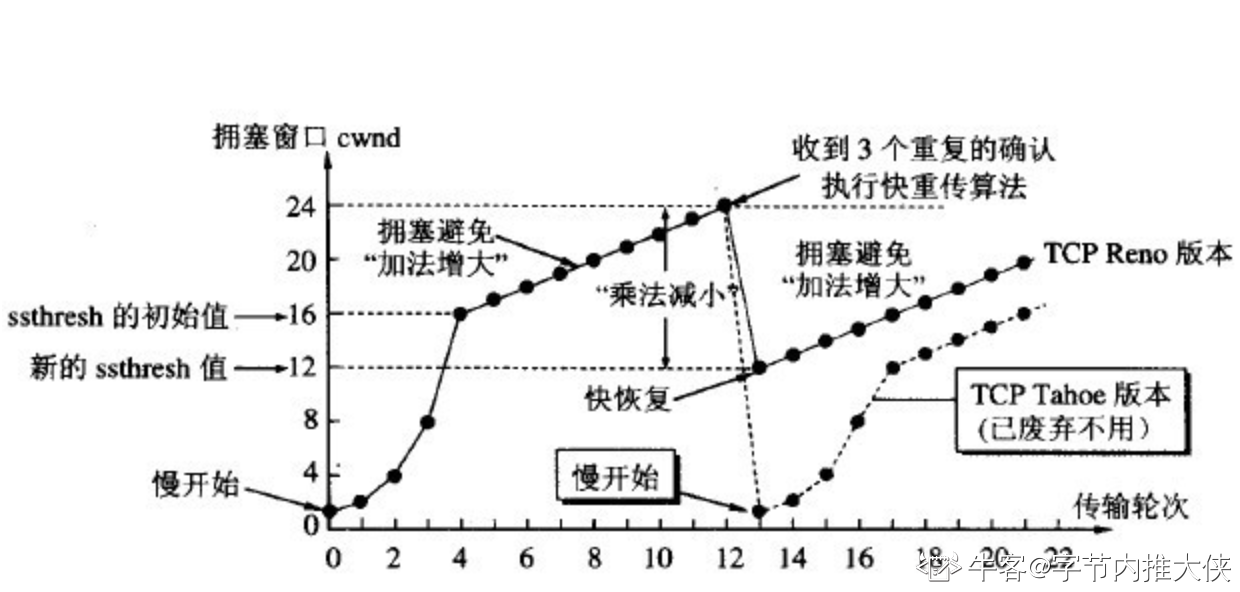 拥塞窗口 cwnd
收到 3 个重复的确认
执行快重传算法
24
拥塞避免
“加法增大”
拥塞避免
“加法增大”
TCP Reno 版本
20
“乘法减小”
ssthresh 的初始值
16
新的 ssthresh 值
12
快恢复
TCP Tahoe 版本
(已废弃不用)
8
慢开始
4
慢开始
传输轮次
0
0 2 4 6 8 10 12 14 16 18 20 22
牛客@字节内推大侠